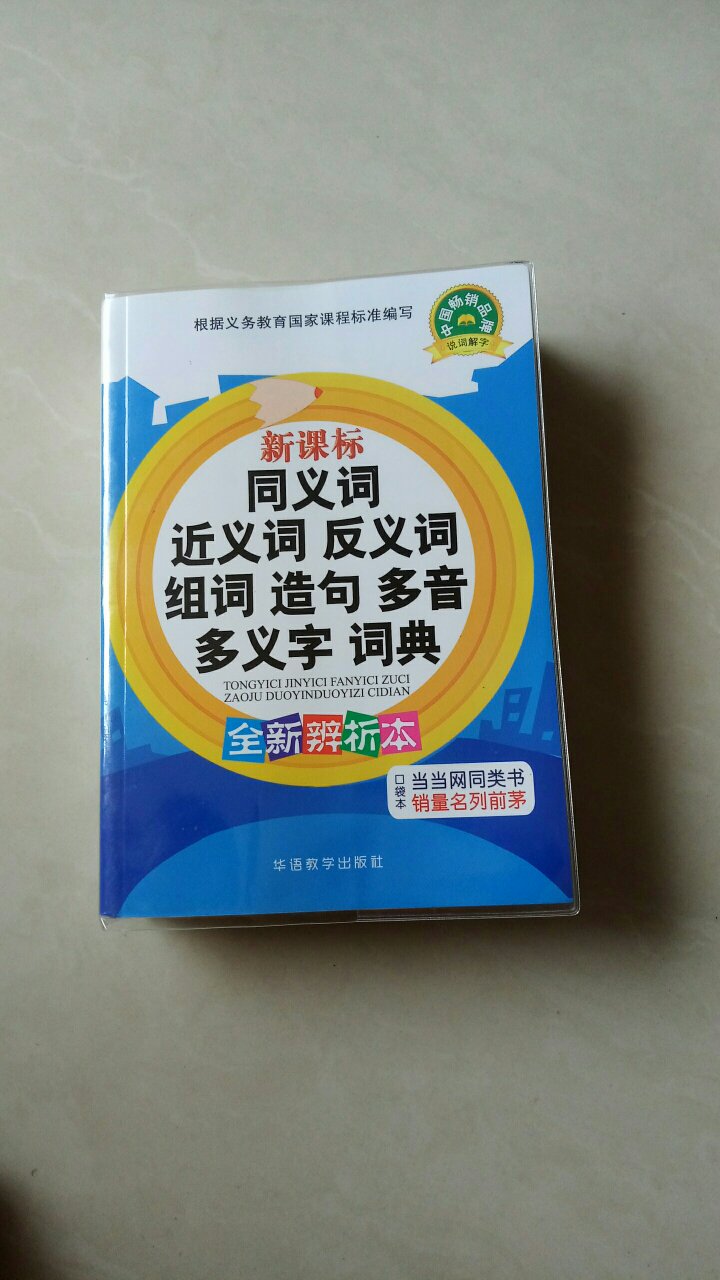 根据义务教育国家课程标准编写
中国畅销品牌
说词解字
新课标
同义词
近义词 反义词
组词 造句 多音
多义字 词典
TONGYICI JINYICI FANYICI ZUCI
ZAOJU DUOYINDUOYIZI CIDIAN
全新辨析本
口袋本
当当网同类书
销量名列前茅
华语教学出版社